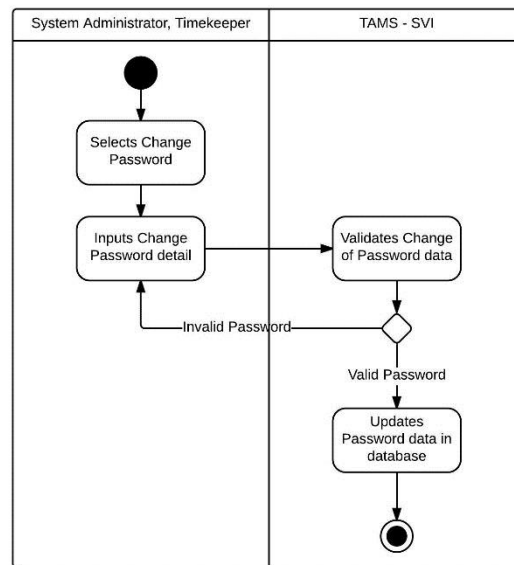 System Administrator, Timekeeper
TAMS - SVI
Selects Change
Password
Inputs Change
Password detail
Validates Change
of Password data
Invalid Password
Valid Password
Updates
Password data in
database